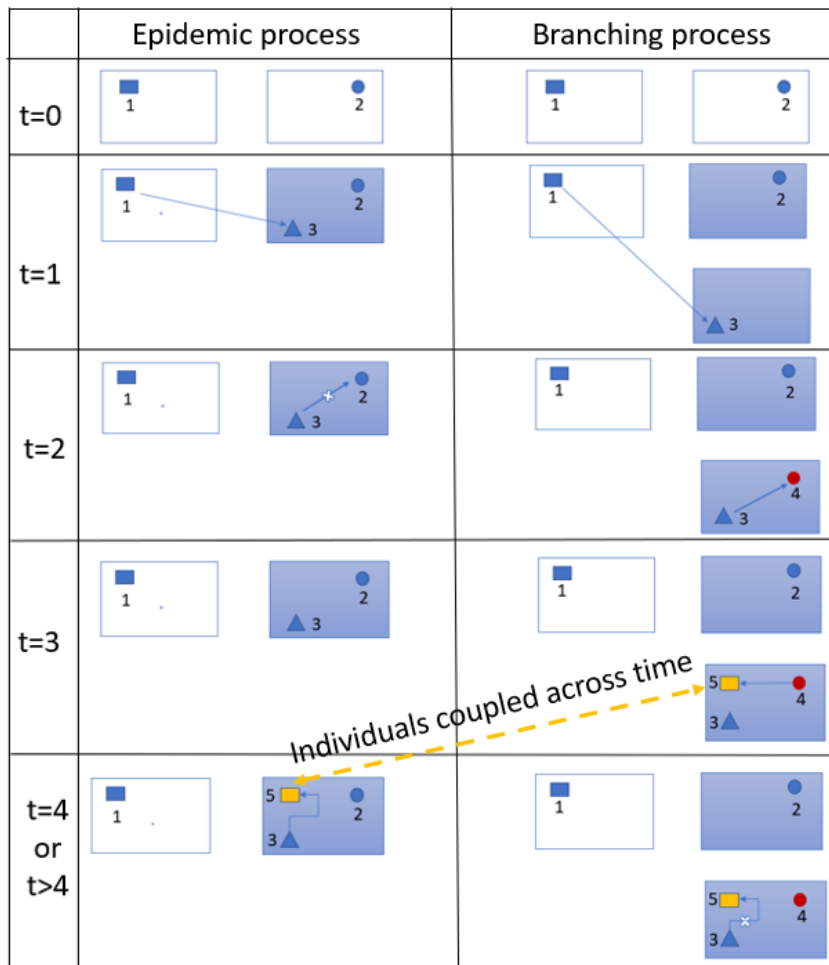 Epidemic process Branching process
t=0 1 2 1 2
t=1 1 2 3 1 2 3
t=2 1 2 3 1 2 3 4
t=3 1 2 3 1 2 5 4 3
Individuals coupled across time
t=4 or t>4 1 5 2 3 1 2 5 4 3